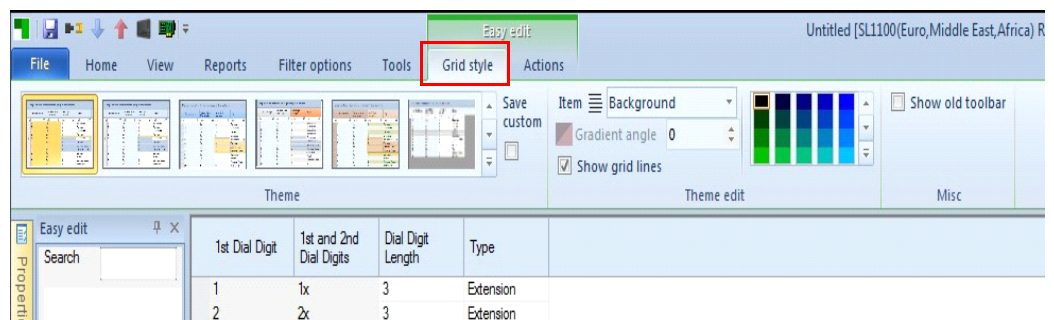 Easy edit
Untitled [SL1100(Euro,Middle East,Africa) R
File Home View Reports Filter options Tools Grid style Actions
Save custom
Item Background
Gradient angle 0
Show grid lines
Show old toolbar
Theme
Theme edit
Misc
Properti
Easy edit
Search
1st Dial Digit
1st and 2nd
Dial Digits
Dial Digit
Length
Type
1 1x 3 Extension
2 2x 3 Extension